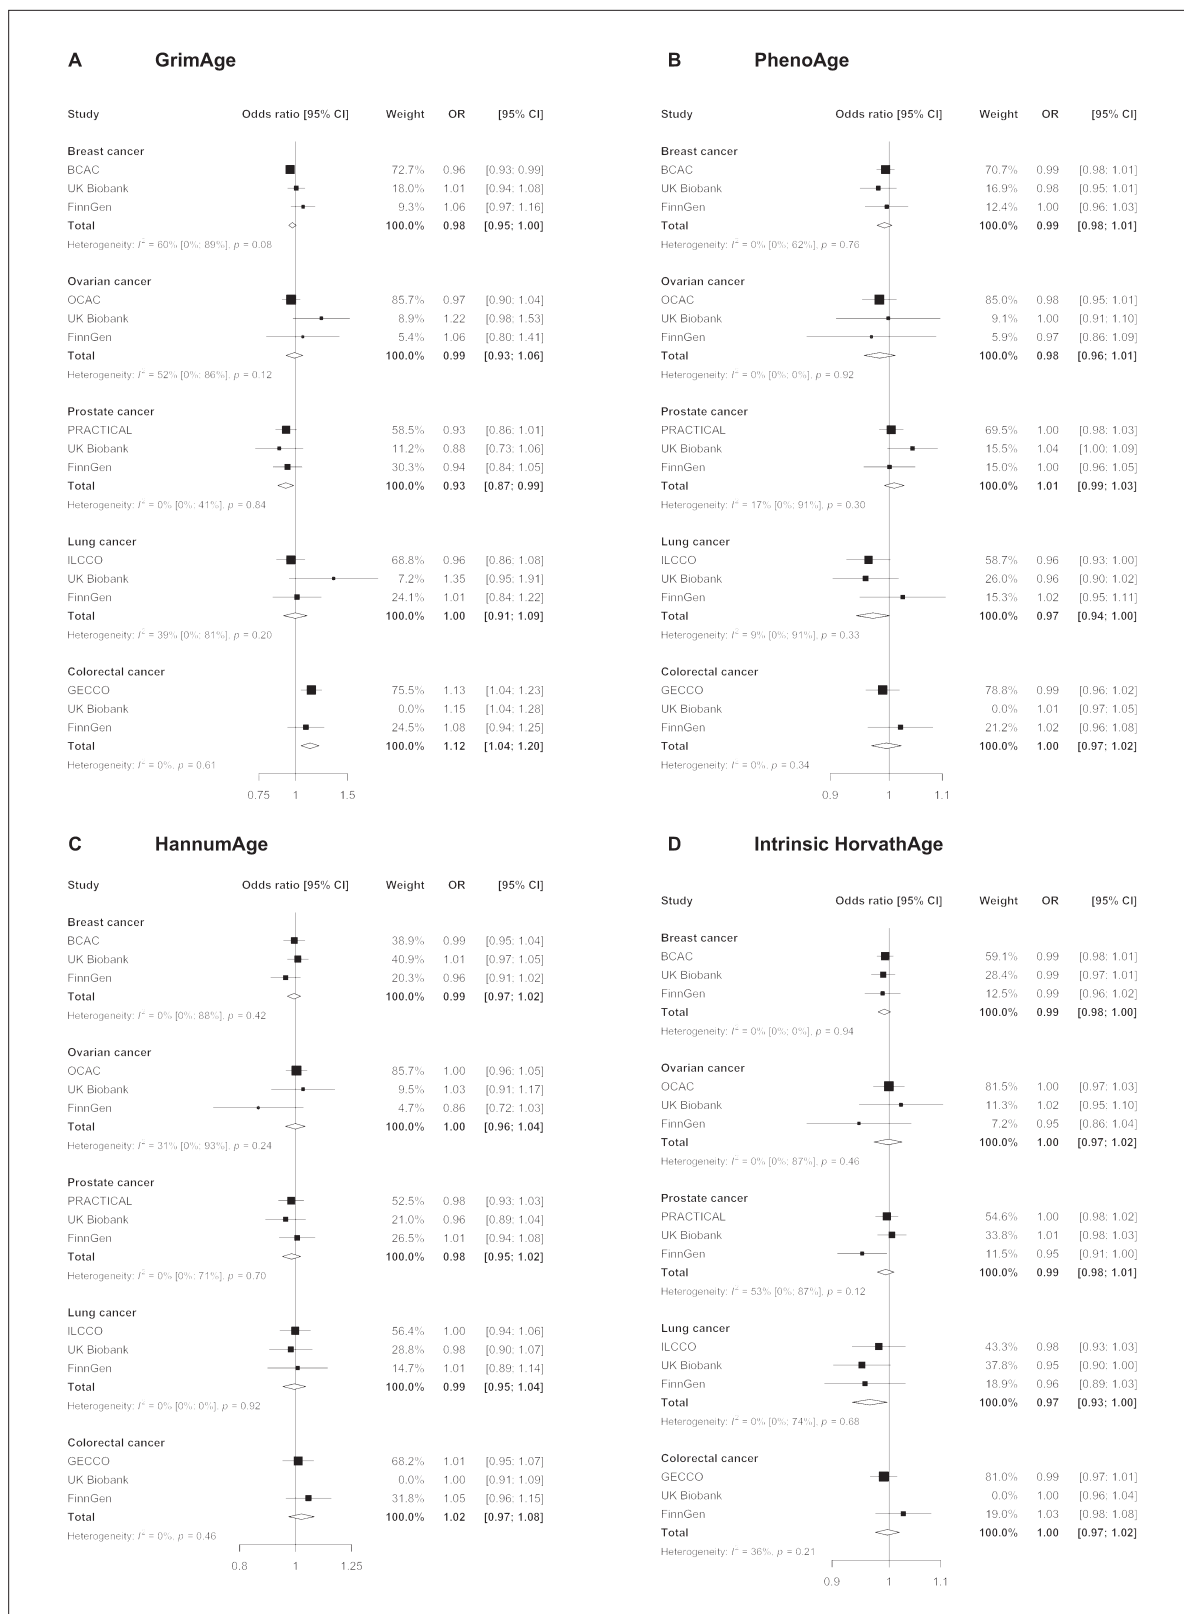 A GrimAge
Study Odds ratio [95% CI] Weight OR [95% CI]
Breast cancer
BCAC 72.7% 0.96 [0.93; 0.99]
UK Biobank 18.0% 1.01 [0.94; 1.08]
FinnGen 9.3% 1.06 [0.97; 1.16]
Total 100.0% 0.98 [0.95; 1.00]
Heterogeneity: I² = 60% [0%; 89%], p = 0.08
Ovarian cancer
OCAC 85.7% 0.97 [0.90; 1.04]
UK Biobank 8.9% 1.22 [0.98; 1.53]
FinnGen 5.4% 1.06 [0.80; 1.41]
Total 100.0% 0.99 [0.93; 1.06]
Heterogeneity: I² = 52% [0%; 86%], p = 0.12
Prostate cancer
PRACTICAL 58.5% 0.93 [0.86; 1.01]
UK Biobank 11.2% 0.88 [0.73; 1.06]
FinnGen 30.3% 0.94 [0.84; 1.05]
Total 100.0% 0.93 [0.87; 0.99]
Heterogeneity: I² = 0% [0%; 41%], p = 0.84
Lung cancer
ILCCO 68.8% 0.96 [0.86; 1.08]
UK Biobank 7.2% 1.35 [0.95; 1.91]
FinnGen 24.1% 1.01 [0.84; 1.22]
Total 100.0% 1.00 [0.91; 1.09]
Heterogeneity: I² = 39% [0%; 81%], p = 0.20
Colorectal cancer
GECCO 75.5% 1.13 [1.04; 1.23]
UK Biobank 0.0% 1.15 [1.04; 1.28]
FinnGen 24.5% 1.08 [0.94; 1.25]
Total 100.0% 1.12 [1.04; 1.20]
Heterogeneity: I² = 0%, p = 0.61
0.75 1 1.5
B PhenoAge
Study Odds ratio [95% CI] Weight OR [95% CI]
Breast cancer
BCAC 70.7% 0.99 [0.98; 1.01]
UK Biobank 16.9% 0.98 [0.95; 1.01]
FinnGen 12.4% 1.00 [0.96; 1.03]
Total 100.0% 0.99 [0.98; 1.01]
Heterogeneity: I² = 0% [0%; 62%], p = 0.76
Ovarian cancer
OCAC 85.0% 0.98 [0.95; 1.01]
UK Biobank 9.1% 1.00 [0.91; 1.10]
FinnGen 5.9% 0.97 [0.86; 1.09]
Total 100.0% 0.98 [0.96; 1.01]
Heterogeneity: I² = 0% [0%; 0%], p = 0.92
Prostate cancer
PRACTICAL 69.5% 1.00 [0.98; 1.03]
UK Biobank 15.5% 1.04 [1.00; 1.09]
FinnGen 15.0% 1.00 [0.96; 1.05]
Total 100.0% 1.01 [0.99; 1.03]
Heterogeneity: I² = 17% [0%; 91%], p = 0.30
Lung cancer
ILCCO 58.7% 0.96 [0.93; 1.00]
UK Biobank 26.0% 0.96 [0.90; 1.02]
FinnGen 15.3% 1.02 [0.95; 1.11]
Total 100.0% 0.97 [0.94; 1.00]
Heterogeneity: I² = 9% [0%; 91%], p = 0.33
Colorectal cancer
GECCO 78.8% 0.99 [0.96; 1.02]
UK Biobank 0.0% 1.01 [0.97; 1.05]
FinnGen 21.2% 1.02 [0.96; 1.08]
Total 100.0% 1.00 [0.97; 1.02]
Heterogeneity: I² = 0%, p = 0.34
0.9 1 1.1
C HannumAge
Study Odds ratio [95% CI] Weight OR [95% CI]
Breast cancer
BCAC 38.9% 0.99 [0.95; 1.04]
UK Biobank 40.9% 1.01 [0.97; 1.05]
FinnGen 20.3% 0.96 [0.91; 1.02]
Total 100.0% 0.99 [0.97; 1.02]
Heterogeneity: I² = 0% [0%; 88%], p = 0.42
Ovarian cancer
OCAC 85.7% 1.00 [0.96; 1.05]
UK Biobank 9.5% 1.03 [0.91; 1.17]
FinnGen 4.7% 0.86 [0.72; 1.03]
Total 100.0% 1.00 [0.96; 1.04]
Heterogeneity: I² = 31% [0%; 93%], p = 0.24
Prostate cancer
PRACTICAL 52.5% 0.98 [0.93; 1.03]
UK Biobank 21.0% 0.96 [0.89; 1.04]
FinnGen 26.5% 1.01 [0.94; 1.08]
Total 100.0% 0.98 [0.95; 1.02]
Heterogeneity: I² = 0% [0%; 71%], p = 0.70
Lung cancer
ILCCO 56.4% 1.00 [0.94; 1.06]
UK Biobank 28.8% 0.98 [0.90; 1.07]
FinnGen 14.7% 1.01 [0.89; 1.14]
Total 100.0% 0.99 [0.95; 1.04]
Heterogeneity: I² = 0% [0%; 0%], p = 0.92
Colorectal cancer
GECCO 68.2% 1.01 [0.95; 1.07]
UK Biobank 0.0% 1.00 [0.91; 1.09]
FinnGen 31.8% 1.05 [0.96; 1.15]
Total 100.0% 1.02 [0.97; 1.08]
Heterogeneity: I² = 0%, p = 0.46
0.8 1 1.25
D Intrinsic HorvathAge
Study Odds ratio [95% CI] Weight OR [95% CI]
Breast cancer
BCAC 59.1% 0.99 [0.98; 1.01]
UK Biobank 28.4% 0.99 [0.97; 1.01]
FinnGen 12.5% 0.99 [0.96; 1.02]
Total 100.0% 0.99 [0.98; 1.00]
Heterogeneity: I² = 0% [0%; 0%], p = 0.94
Ovarian cancer
OCAC 81.5% 1.00 [0.97; 1.03]
UK Biobank 11.3% 1.02 [0.95; 1.10]
FinnGen 7.2% 0.95 [0.86; 1.04]
Total 100.0% 1.00 [0.97; 1.02]
Heterogeneity: I² = 0% [0%; 87%], p = 0.46
Prostate cancer
PRACTICAL 54.6% 1.00 [0.98; 1.02]
UK Biobank 33.8% 1.01 [0.98; 1.03]
FinnGen 11.5% 0.95 [0.91; 1.00]
Total 100.0% 0.99 [0.98; 1.01]
Heterogeneity: I² = 53% [0%; 87%], p = 0.12
Lung cancer
ILCCO 43.3% 0.98 [0.93; 1.03]
UK Biobank 37.8% 0.95 [0.90; 1.00]
FinnGen 18.9% 0.96 [0.89; 1.03]
Total 100.0% 0.97 [0.93; 1.00]
Heterogeneity: I² = 0% [0%; 74%], p = 0.68
Colorectal cancer
GECCO 81.0% 0.99 [0.97; 1.01]
UK Biobank 0.0% 1.00 [0.96; 1.04]
FinnGen 19.0% 1.03 [0.98; 1.08]
Total 100.0% 1.00 [0.97; 1.02]
Heterogeneity: I² = 36%, p = 0.21
0.9 1 1.1